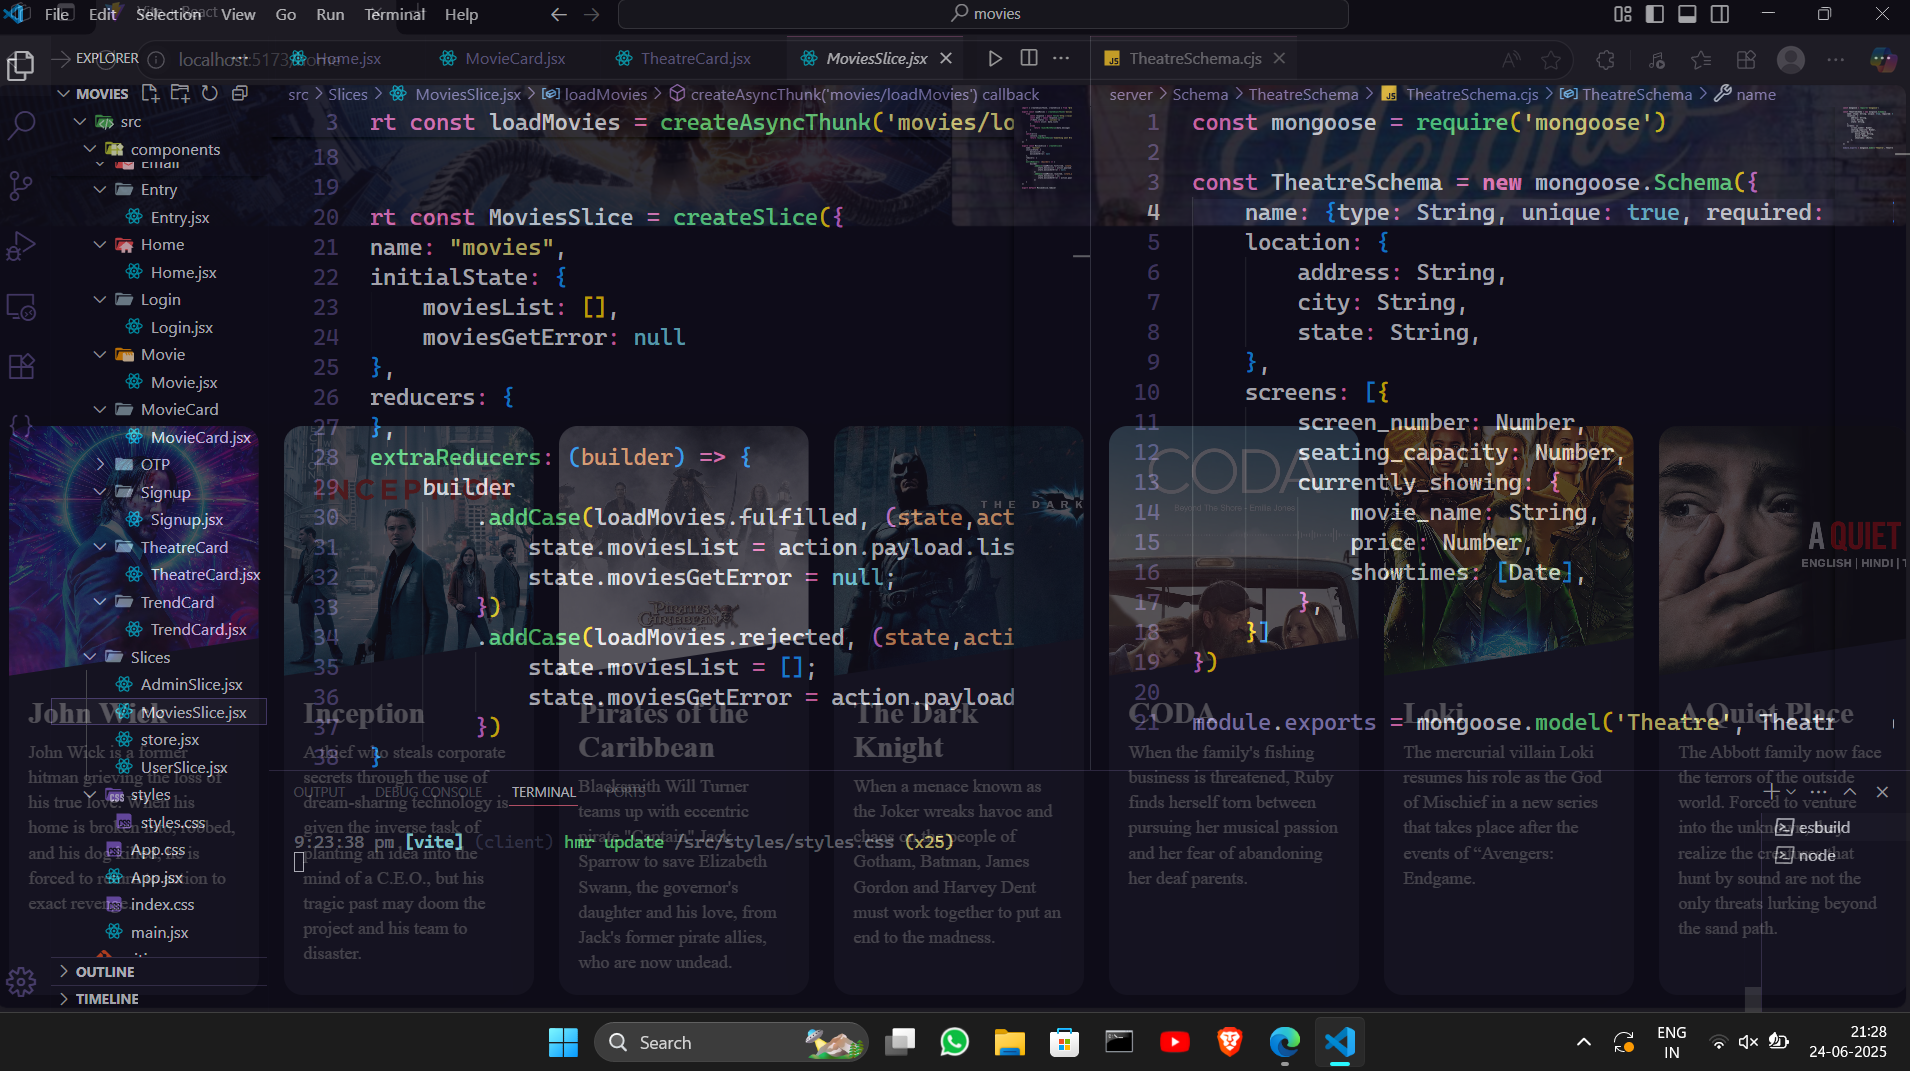 File Edit Selection View Go Run Terminal Help
movies
EXPLORER
localhost:5173/home
Home.jsx
MovieCard.jsx
TheatreCard.jsx
MoviesSlice.jsx
TheatreSchema.cjs
MOVIES
src
components
Email
Entry
Entry.jsx
Home
Home.jsx
Login
Login.jsx
Movie
Movie.jsx
MovieCard
MovieCard.jsx
OTP
Signup
Signup.jsx
TheatreCard
TheatreCard.jsx
TrendCard
TrendCard.jsx
Slices
AdminSlice.jsx
MoviesSlice.jsx
store.jsx
UserSlice.jsx
styles
styles.css
App.css
App.jsx
index.css
main.jsx
OUTLINE
TIMELINE
src > Slices > MoviesSlice.jsx > loadMovies > createAsyncThunk('movies/loadMovies') callback
3 rt const loadMovies = createAsyncThunk('movies/lo
18
19
20 rt const MoviesSlice = createSlice({
21 name: "movies",
22 initialState: {
23 moviesList: [],
24 moviesGetError: null
25 },
26 reducers: {
27 },
28 extraReducers: (builder) => {
29 builder
30 .addCase(loadMovies.fulfilled, (state,act
31 state.moviesList = action.payload.lis
32 state.moviesGetError = null;
33 })
34 .addCase(loadMovies.rejected, (state,acti
35 state.moviesList = [];
36 state.moviesGetError = action.payload
37 })
38 }
server > Schema > TheatreSchema > TheatreSchema.cjs > TheatreSchema > name
1 const mongoose = require('mongoose')
2
3 const TheatreSchema = new mongoose.Schema({
4 name: {type: String, unique: true, required:
5 location: {
6 address: String,
7 city: String,
8 state: String,
9 },
10 screens: [{
11 screen_number: Number,
12 seating_capacity: Number,
13 currently_showing: {
14 movie_name: String,
15 price: Number,
16 showtimes: [Date],
17 },
18 }]
19 })
20
21 module.exports = mongoose.model('Theatre', Theatr
OUTPUT DEBUG CONSOLE TERMINAL PORTS
9:23:38 pm [vite] (client) hmr update /src/styles/styles.css (x25)
esbuild
node
INCEPTION
PIRATES
CARIBBEAN
THE DARK
CODA
Beyond The Shore - Emilia Jones
A QUIET
ENGLISH | HINDI | T
John Wick
John Wick is a former
hitman grieving the loss of
his true love. When his
home is broken into, robbed,
and his dog killed, he is
forced to return to action to
exact revenge.
Inception
A thief who steals corporate
secrets through the use of
dream-sharing technology is
given the inverse task of
planting an idea into the
mind of a C.E.O., but his
tragic past may doom the
project and his team to
disaster.
Pirates of the
Caribbean
Blacksmith Will Turner
teams up with eccentric
pirate "Captain" Jack
Sparrow to save Elizabeth
Swann, the governor's
daughter and his love, from
Jack's former pirate allies,
who are now undead.
The Dark
Knight
When a menace known as
the Joker wreaks havoc and
chaos on the people of
Gotham, Batman, James
Gordon and Harvey Dent
must work together to put an
end to the madness.
CODA
When the family's fishing
business is threatened, Ruby
finds herself torn between
pursuing her musical passion
and her fear of abandoning
her deaf parents.
Loki
The mercurial villain Loki
resumes his role as the God
of Mischief in a new series
that takes place after the
events of “Avengers:
Endgame.
A Quiet Place
The Abbott family now face
the terrors of the outside
world. Forced to venture
into the unknown, they
realize the creatures that
hunt by sound are not the
only threats lurking beyond
the sand path.
Search
ENG
IN
21:28
24-06-2025